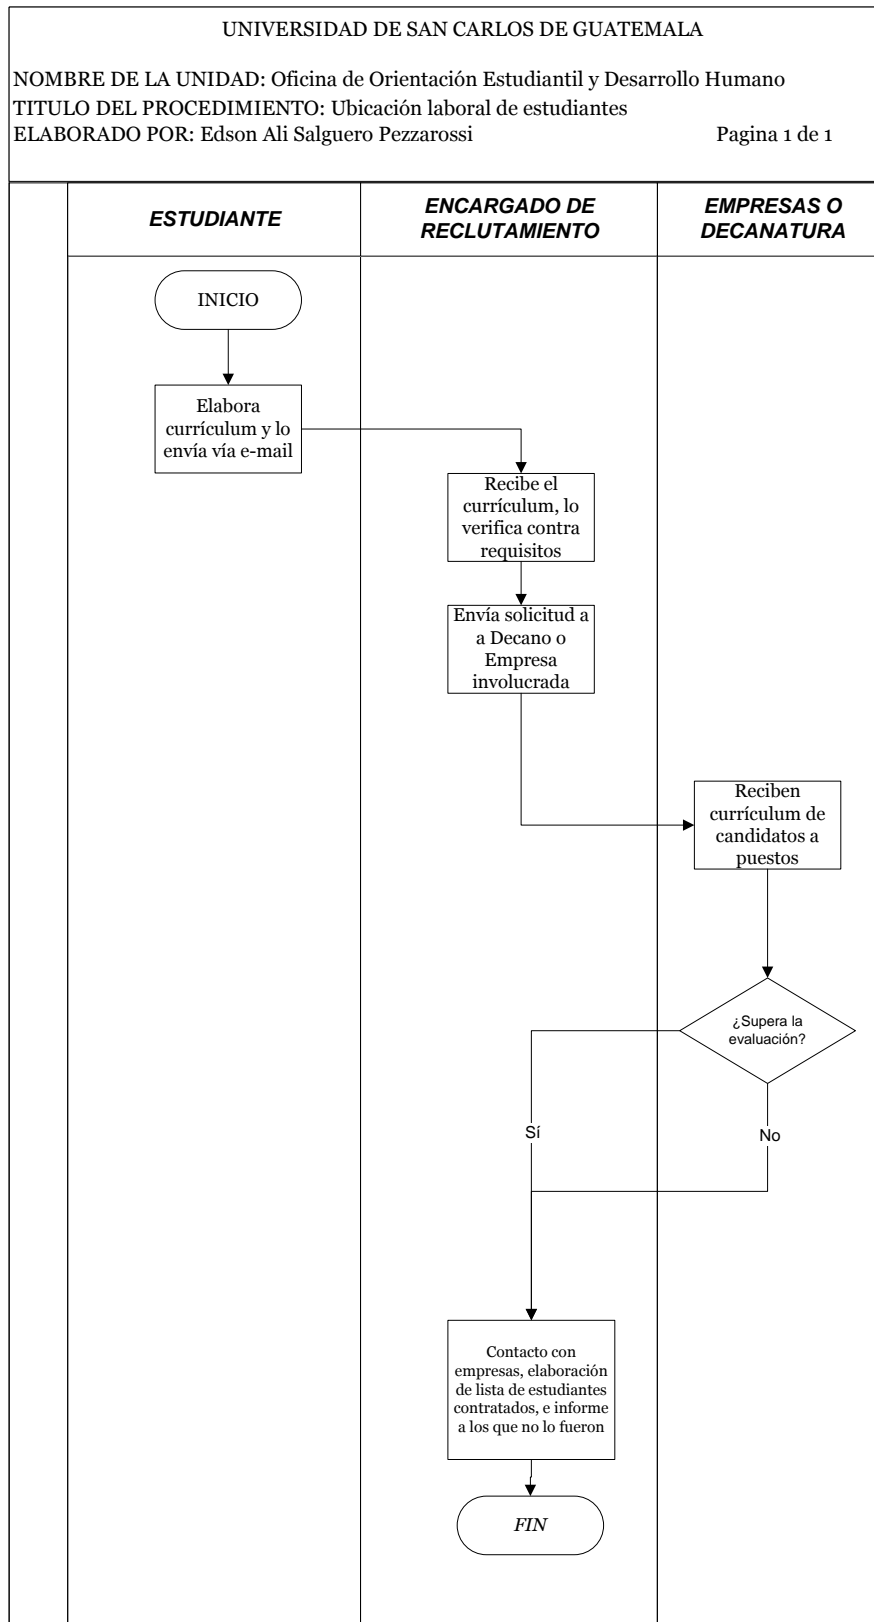 UNIVERSIDAD DE SAN CARLOS DE GUATEMALA
NOMBRE DE LA UNIDAD: Oficina de Orientación Estudiantil y Desarrollo Humano
TITULO DEL PROCEDIMIENTO: Ubicación laboral de estudiantes
ELABORADO POR: Edson Ali Salguero Pezzarossi Pagina 1 de 1
ESTUDIANTE
ENCARGADO DE
RECLUTAMIENTO
EMPRESAS O
DECANATURA
INICIO
Elabora
currículum y lo
envía vía e-mail
Recibe el
currículum, lo
verifica contra
requisitos
Envía solicitud a
a Decano o
Empresa
involucrada
Reciben
currículum de
candidatos a
puestos
¿Supera la
evaluación?
Sí
No
Contacto con
empresas, elaboración
de lista de estudiantes
contratados, e informe
a los que no lo fueron
FIN